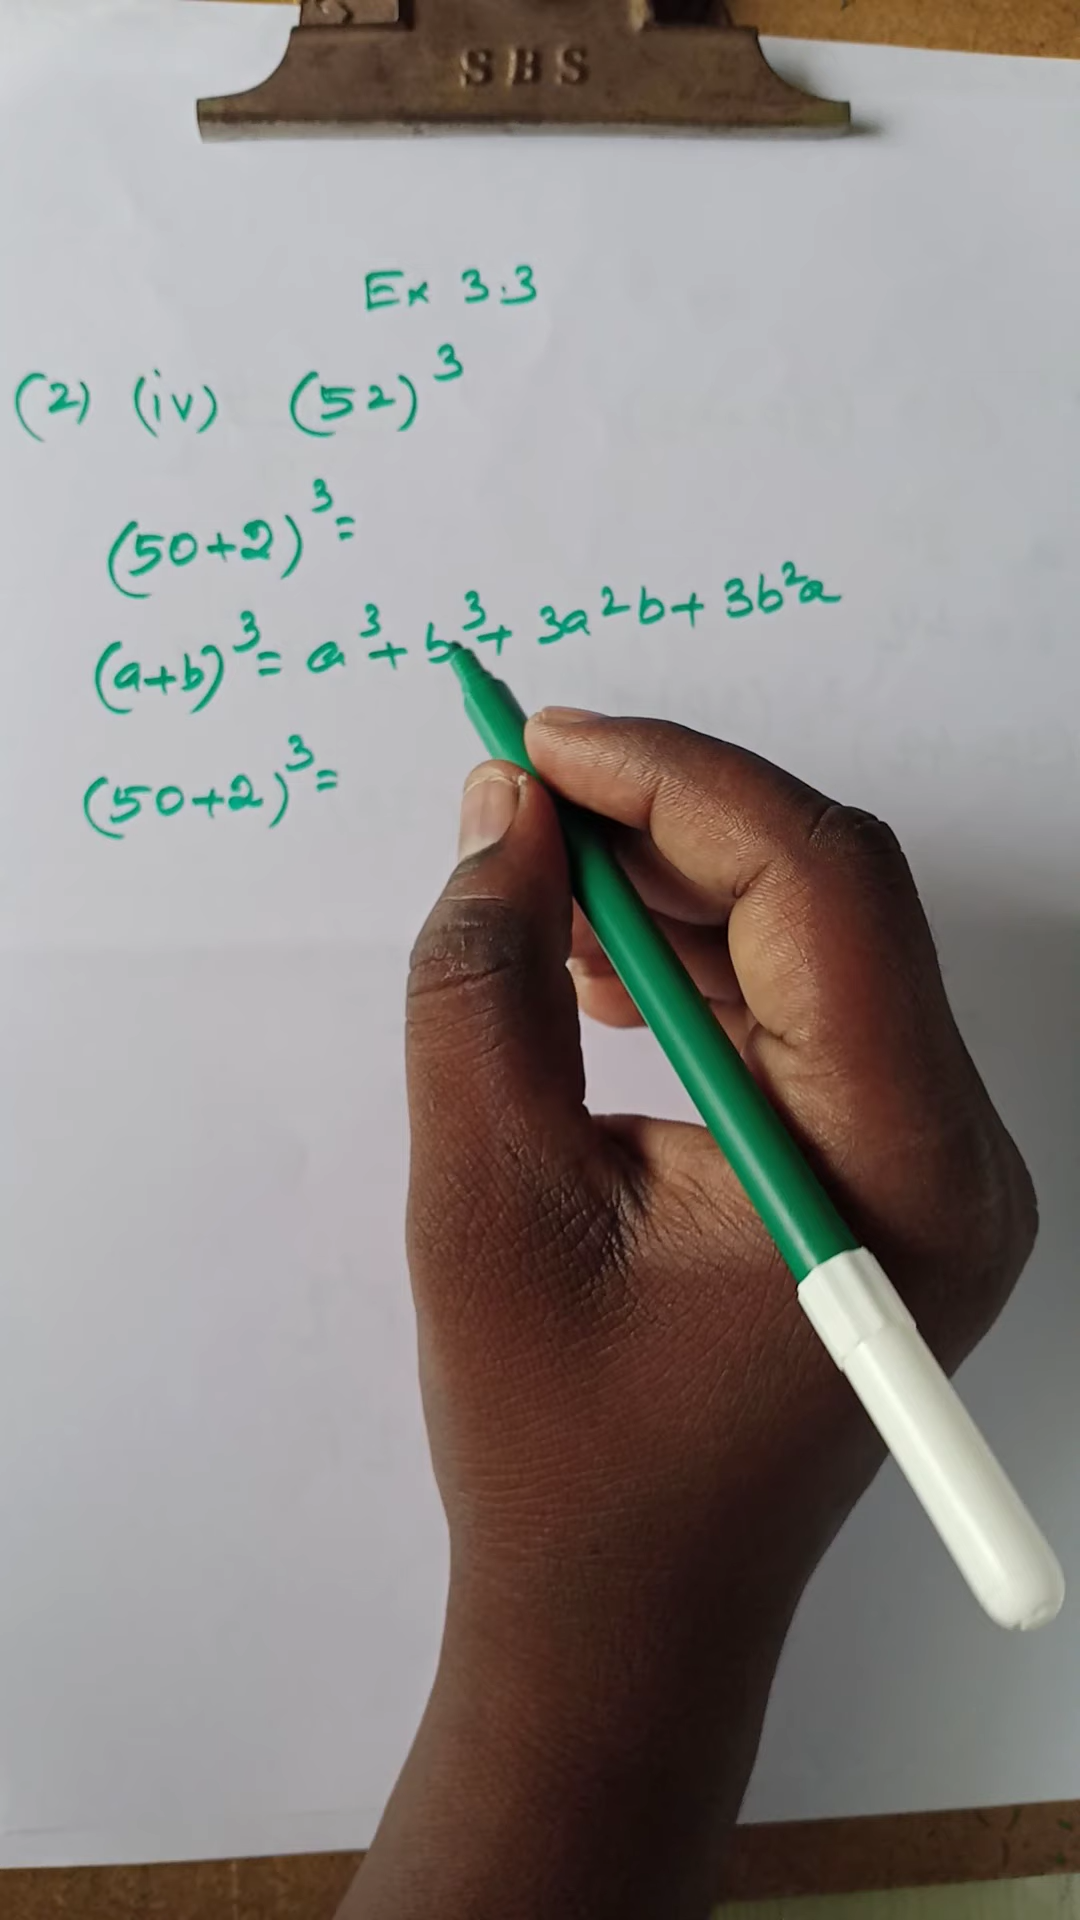 SBS
Ex 3.3
(2) (iv) (52)³
(50+2)³=
(a+b)³= a³+ b³+ 3a²b+ 3b²a
(50+2)³=